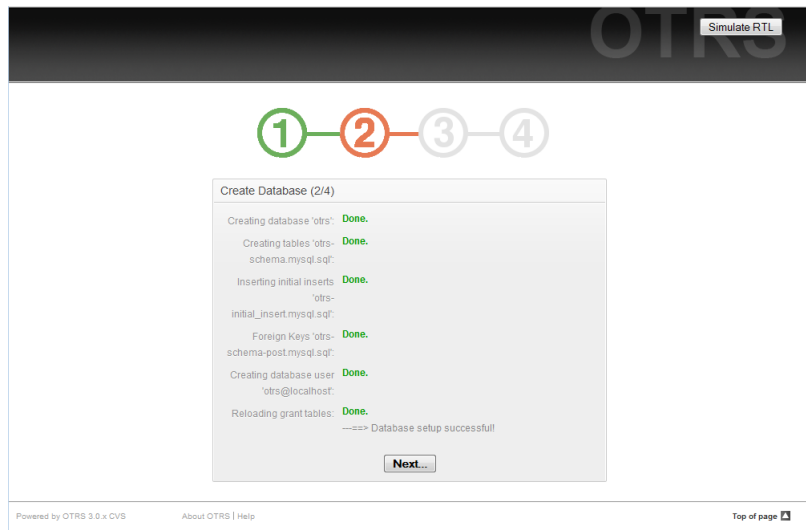 OTRS
Simulate RTL
1 2 3 4
Create Database (2/4)
Creating database 'otrs': Done.
Creating tables 'otrs- Done.
schema.mysql.sql':
Inserting initial inserts Done.
'otrs-
initial_insert.mysql.sql':
Foreign Keys 'otrs- Done.
schema-post.mysql.sql':
Creating database user Done.
'otrs@localhost':
Reloading grant tables: Done.
---==> Database setup successful!
Next...
Powered by OTRS 3.0.x CVS About OTRS | Help Top of page